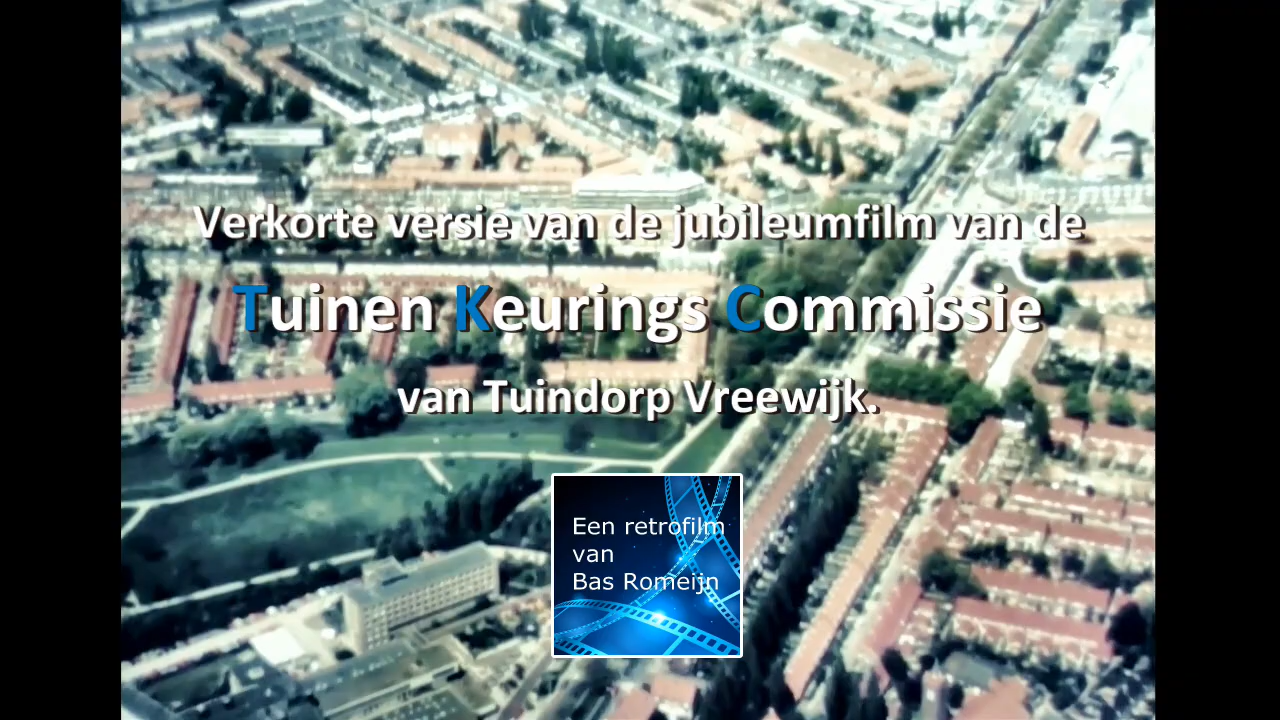 Verkorte versie van de jubileumfilm van de
Tuinen Keurings Commissie
van Tuindorp Vreewijk.
Een retrofilm
van
Bas Romeijn